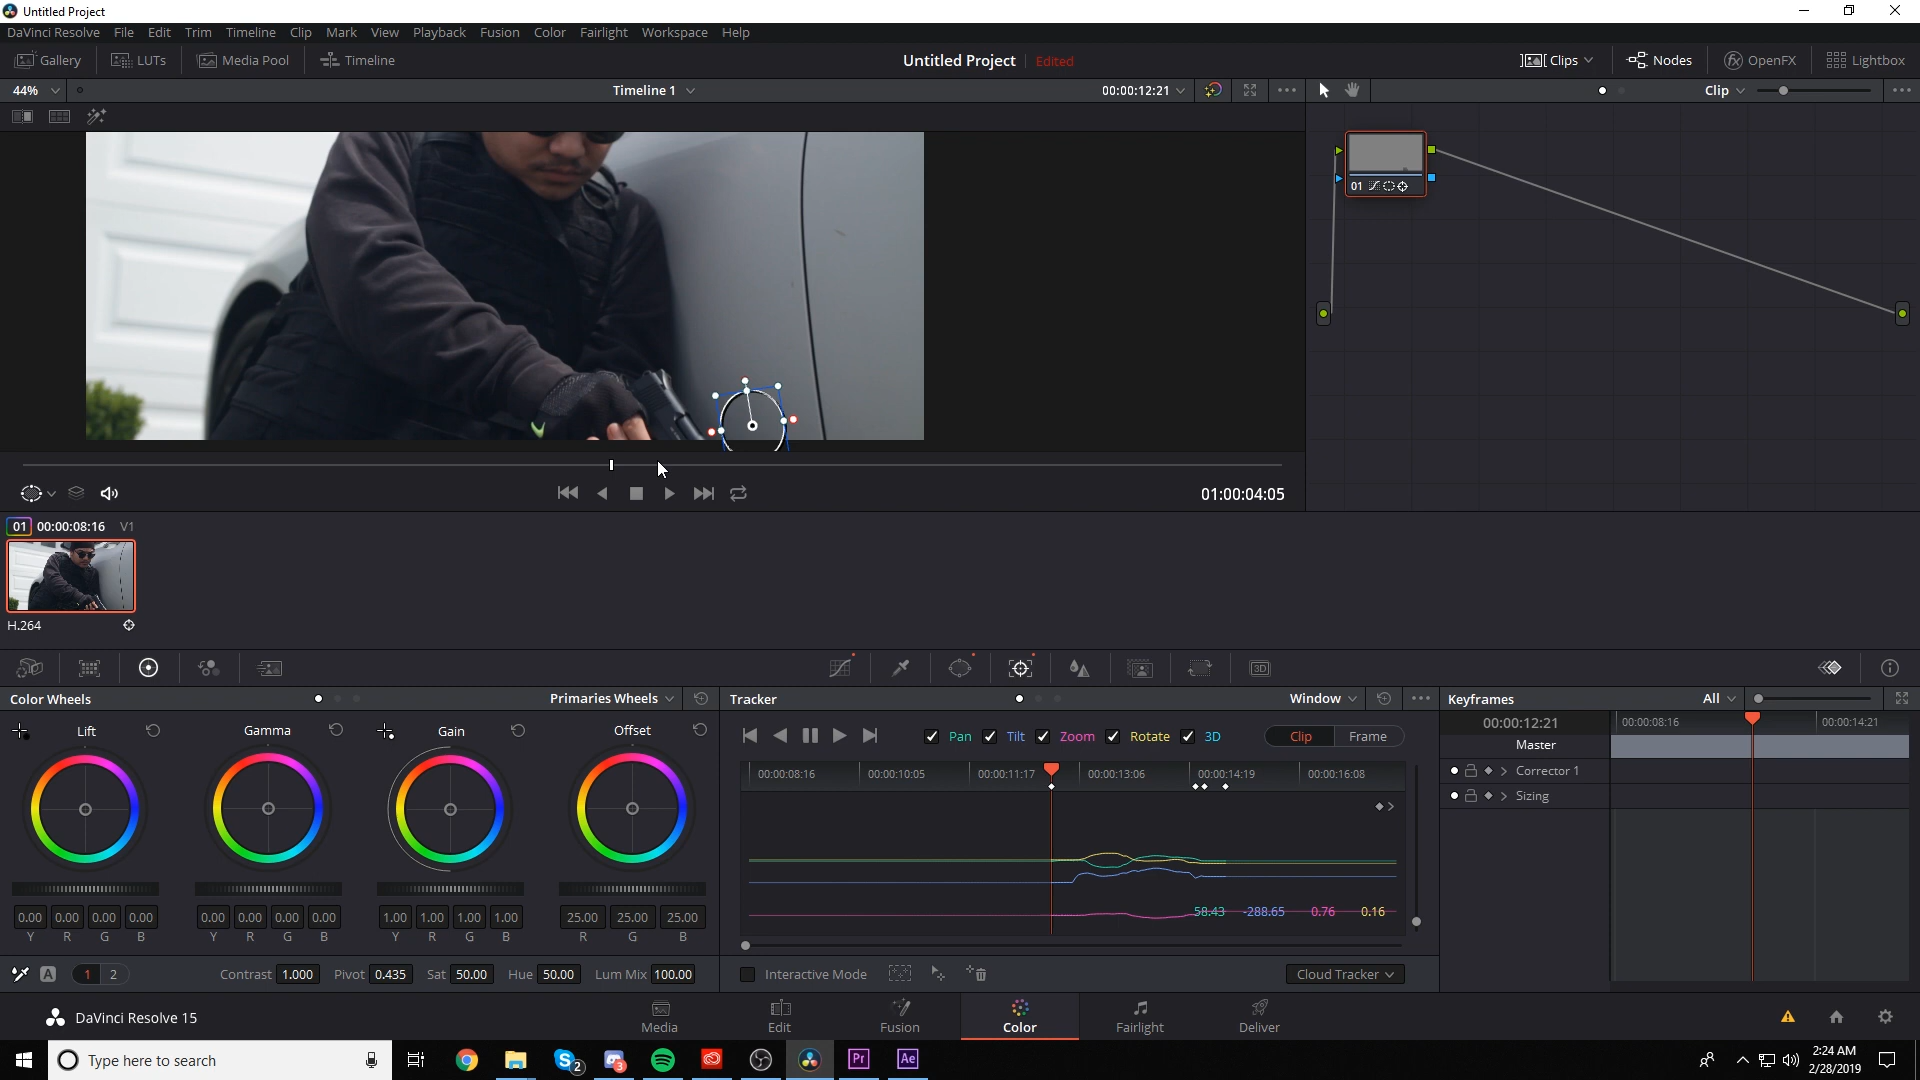 Untitled Project
DaVinci Resolve File Edit Trim Timeline Clip Mark View Playback Fusion Color Fairlight Workspace Help
Gallery LUTs Media Pool Timeline Untitled Project Edited Clips Nodes OpenFX Lightbox
44% Timeline 1 00:00:12:21 Clip
01
01:00:04:05
01 00:00:08:16 V1
H.264
3D
Color Wheels Primaries Wheels Tracker Window Keyframes All
Lift Gamma Gain Offset
Pan Tilt Zoom Rotate 3D Clip Frame
00:00:12:21 00:00:08:16 00:00:14:21
Master
00:00:08:16 00:00:10:05 00:00:11:17 00:00:13:06 00:00:14:19 00:00:16:08
Corrector 1
Sizing
58.43 -288.65 0.76 0.16
0.00 0.00 0.00 0.00 0.00 0.00 0.00 0.00 1.00 1.00 1.00 1.00 25.00 25.00 25.00
Y R G B Y R G B Y R G B R G B
A 1 2 Contrast 1.000 Pivot 0.435 Sat 50.00 Hue 50.00 Lum Mix 100.00
Interactive Mode Cloud Tracker
DaVinci Resolve 15
Media Edit Fusion Color Fairlight Deliver
Type here to search
2 3 Pr Ae
2:24 AM
2/28/2019